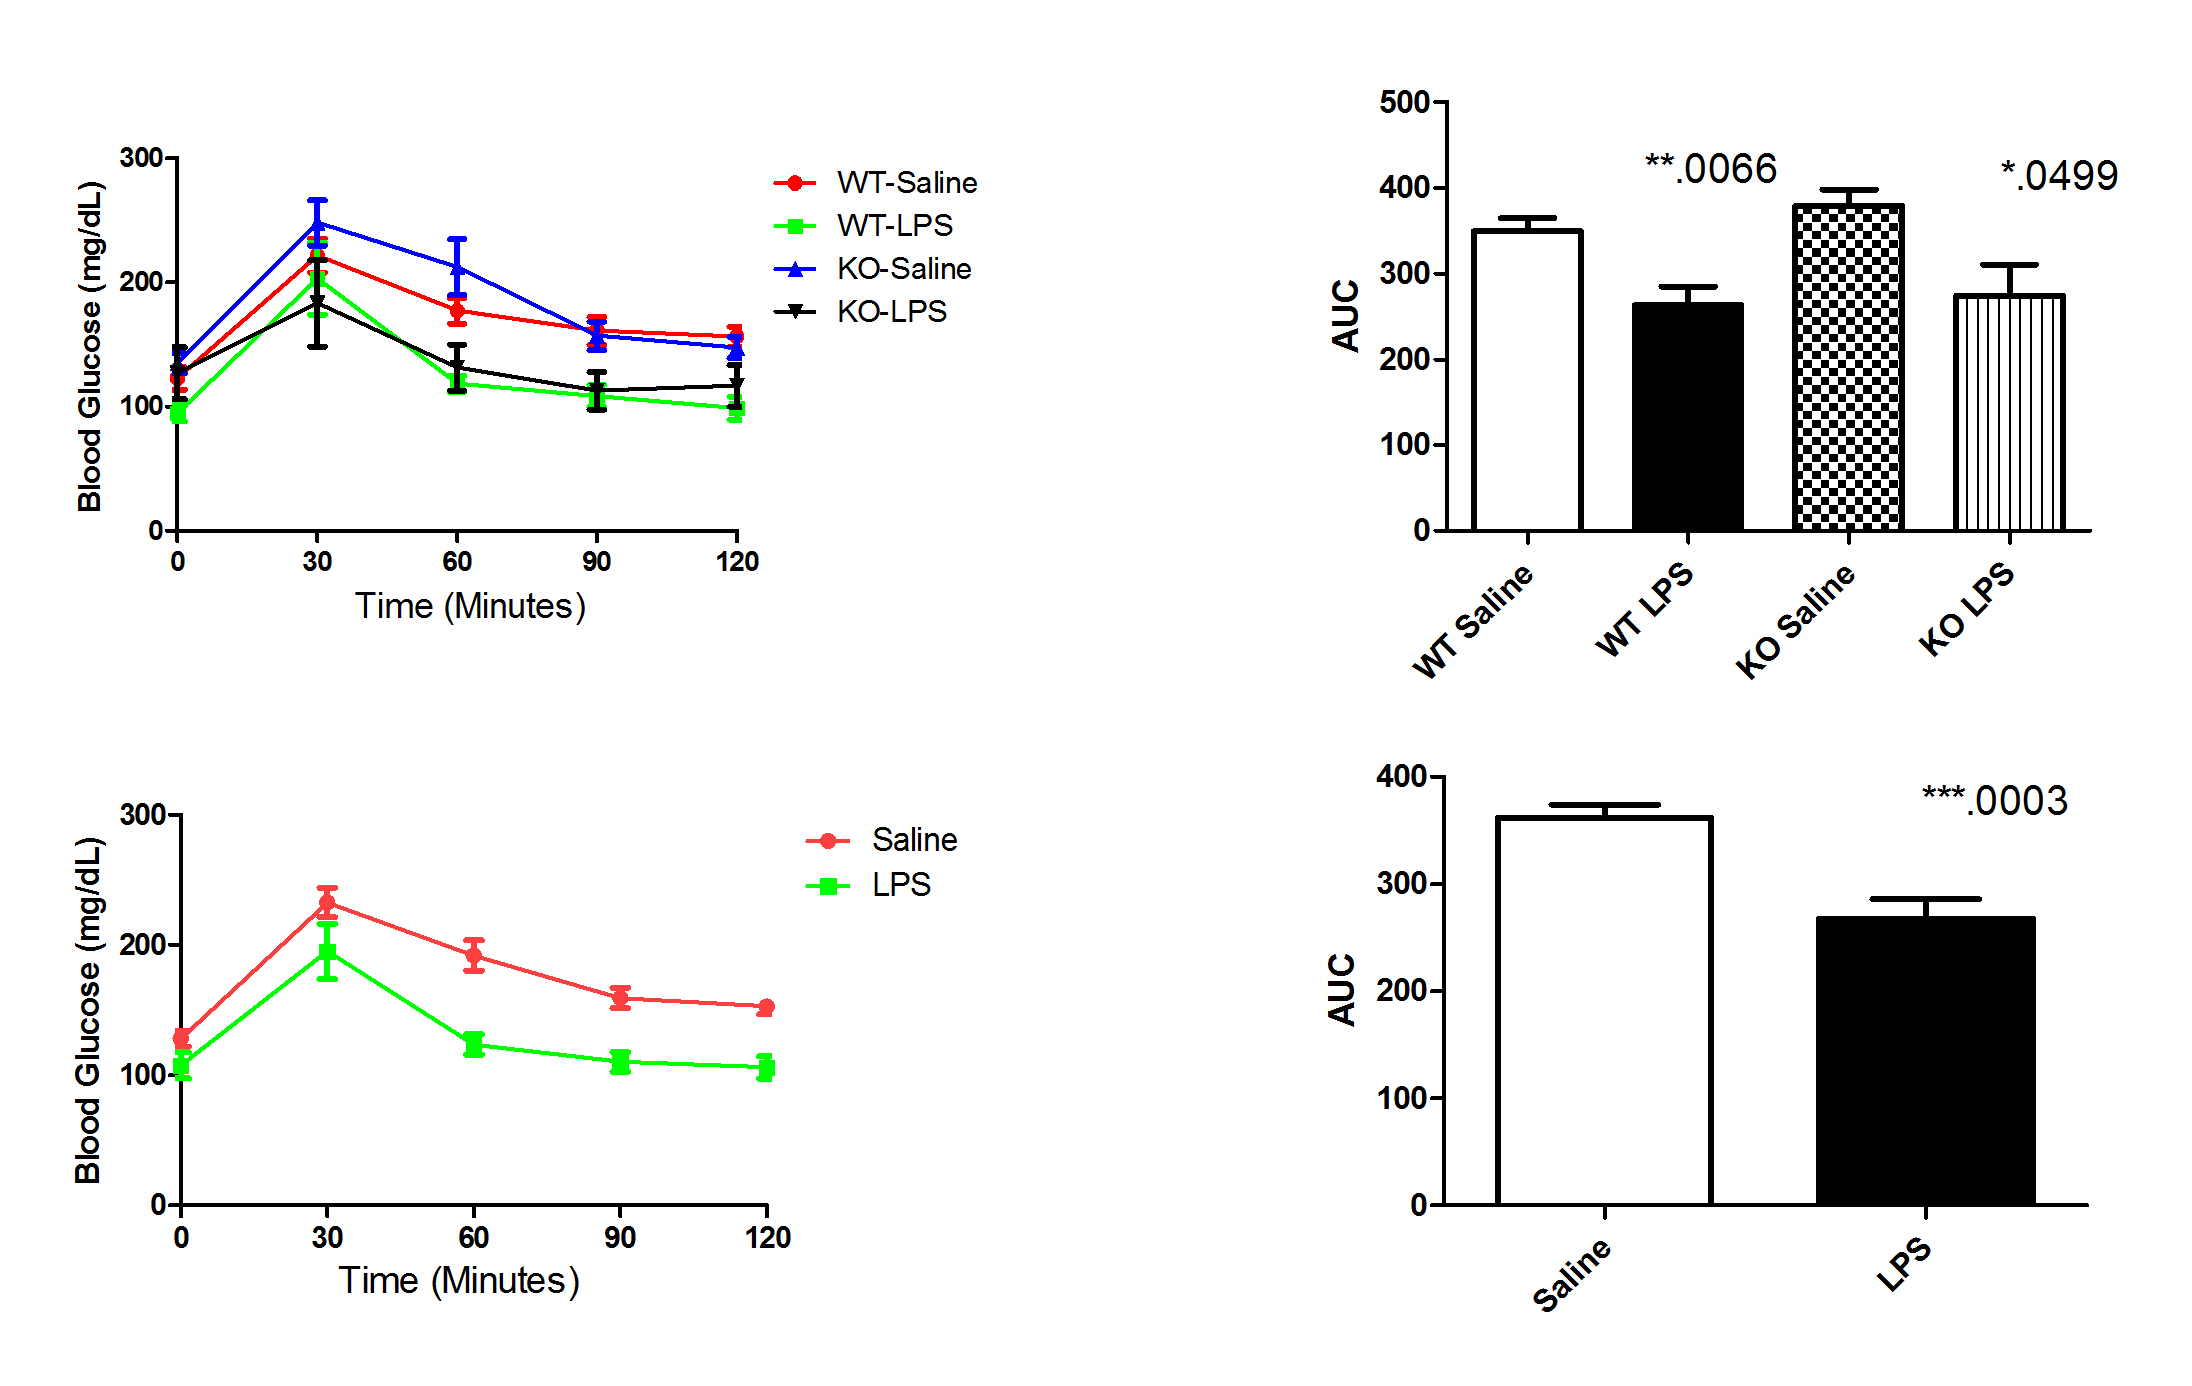 300
200
100
0
Blood Glucose (mg/dL)
0 30 60 90 120
Time (Minutes)
WT-Saline
WT-LPS
KO-Saline
KO-LPS
500
400
300
200
100
0
AUC
**.0066
*.0499
WT Saline
WT LPS
KO Saline
KO LPS
300
200
100
0
Blood Glucose (mg/dL)
0 30 60 90 120
Time (Minutes)
Saline
LPS
400
300
200
100
0
AUC
***.0003
Saline
LPS